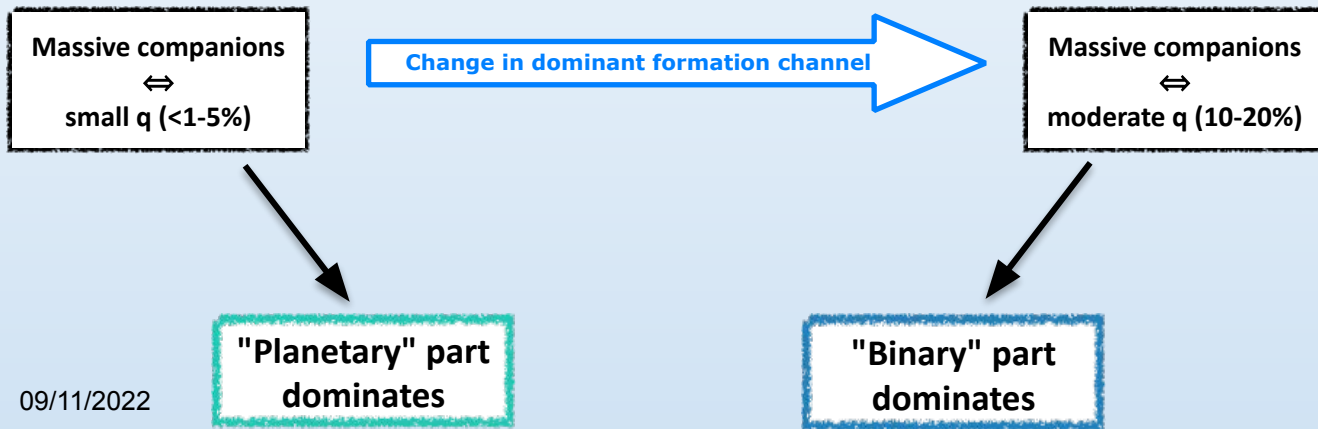 Massive companions
⇔
small q (<1-5%)
Change in dominant formation channel
Massive companions
⇔
moderate q (10-20%)
"Planetary" part
dominates
"Binary" part
dominates
09/11/2022